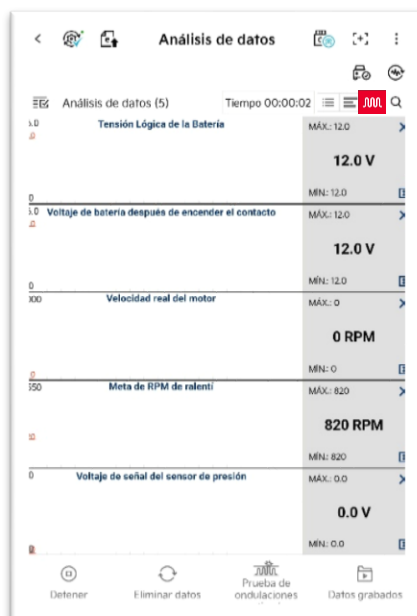 Análisis de datos
Análisis de datos (5)
Tiempo 00:00:02
Tensión Lógica de la Batería
MÁX.: 12.0
12.0 V
MÍN.: 12.0
0
Voltaje de batería después de encender el contacto
MÁX.: 12.0
12.0 V
MÍN.: 12.0
0
Velocidad real del motor
MÁX.: 0
0 RPM
MÍN.: 0
Meta de RPM de ralentí
MÁX.: 820
820 RPM
MÍN.: 820
Voltaje de señal del sensor de presión
MÁX.: 0.0
0.0 V
MÍN.: 0.0
Detener
Eliminar datos
Prueba de
ondulaciones
Datos grabados